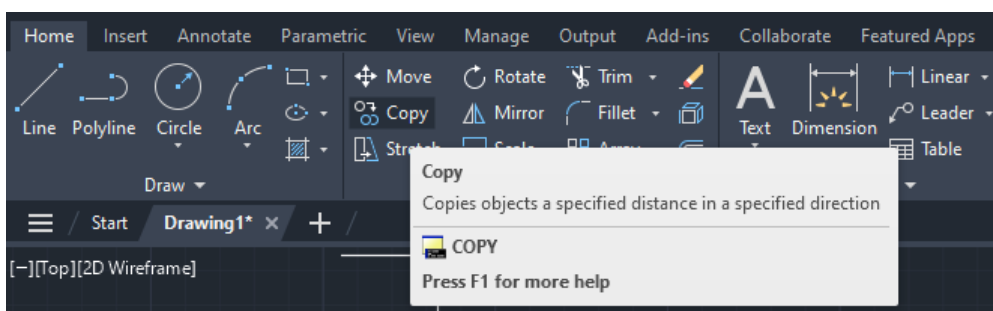 Home Insert Annotate Parametric View Manage Output Add-ins Collaborate Featured Apps
Move Rotate Trim Linear
Copy Mirror Fillet Leader
Line Polyline Circle Arc Text Dimension
Stretch Table
Draw
Copy
Copies objects a specified distance in a specified direction
COPY
Press F1 for more help
Start Drawing1*
[−][Top][2D Wireframe]